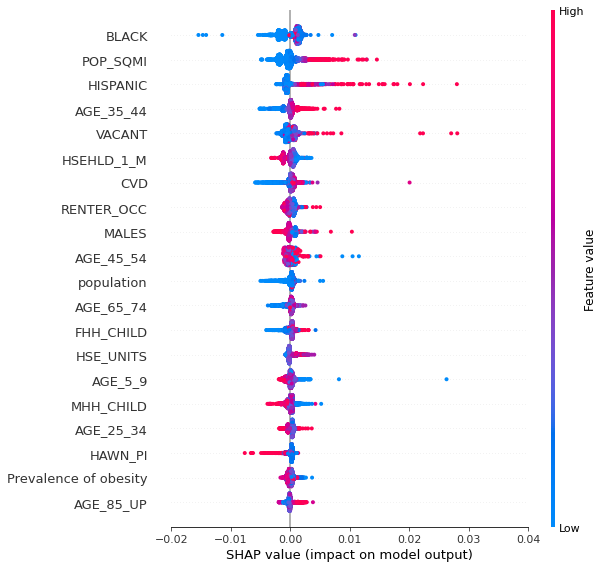 High
BLACK
POP_SQMI
HISPANIC
AGE_35_44
VACANT
HSEHLD_1_M
CVD
RENTER_OCC
MALES
AGE_45_54
population
AGE_65_74
FHH_CHILD
HSE_UNITS
AGE_5_9
MHH_CHILD
AGE_25_34
HAWN_PI
Prevalence of obesity
AGE_85_UP
Feature value
Low
−0.02 −0.01 0.00 0.01 0.02 0.03 0.04
SHAP value (impact on model output)